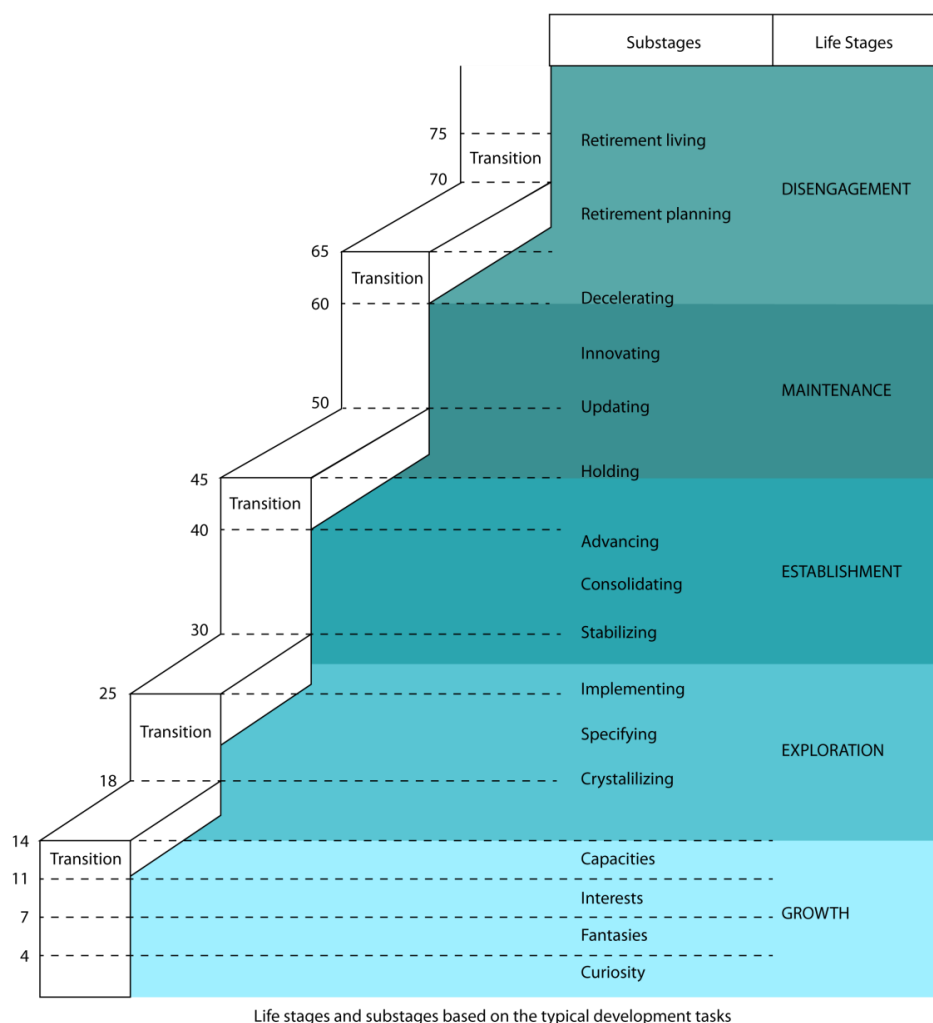 Substages Life Stages
75
Retirement living
Transition
70
DISENGAGEMENT
Retirement planning
65
Transition
60
Decelerating
Innovating
MAINTENANCE
50
Updating
45
Holding
Transition
40
Advancing
ESTABLISHMENT
Consolidating
30
Stabilizing
25
Implementing
Transition
Specifying
EXPLORATION
18
Crystalilizing
14
Transition
Capacities
11
Interests
7
GROWTH
Fantasies
4
Curiosity
Life stages and substages based on the typical development tasks